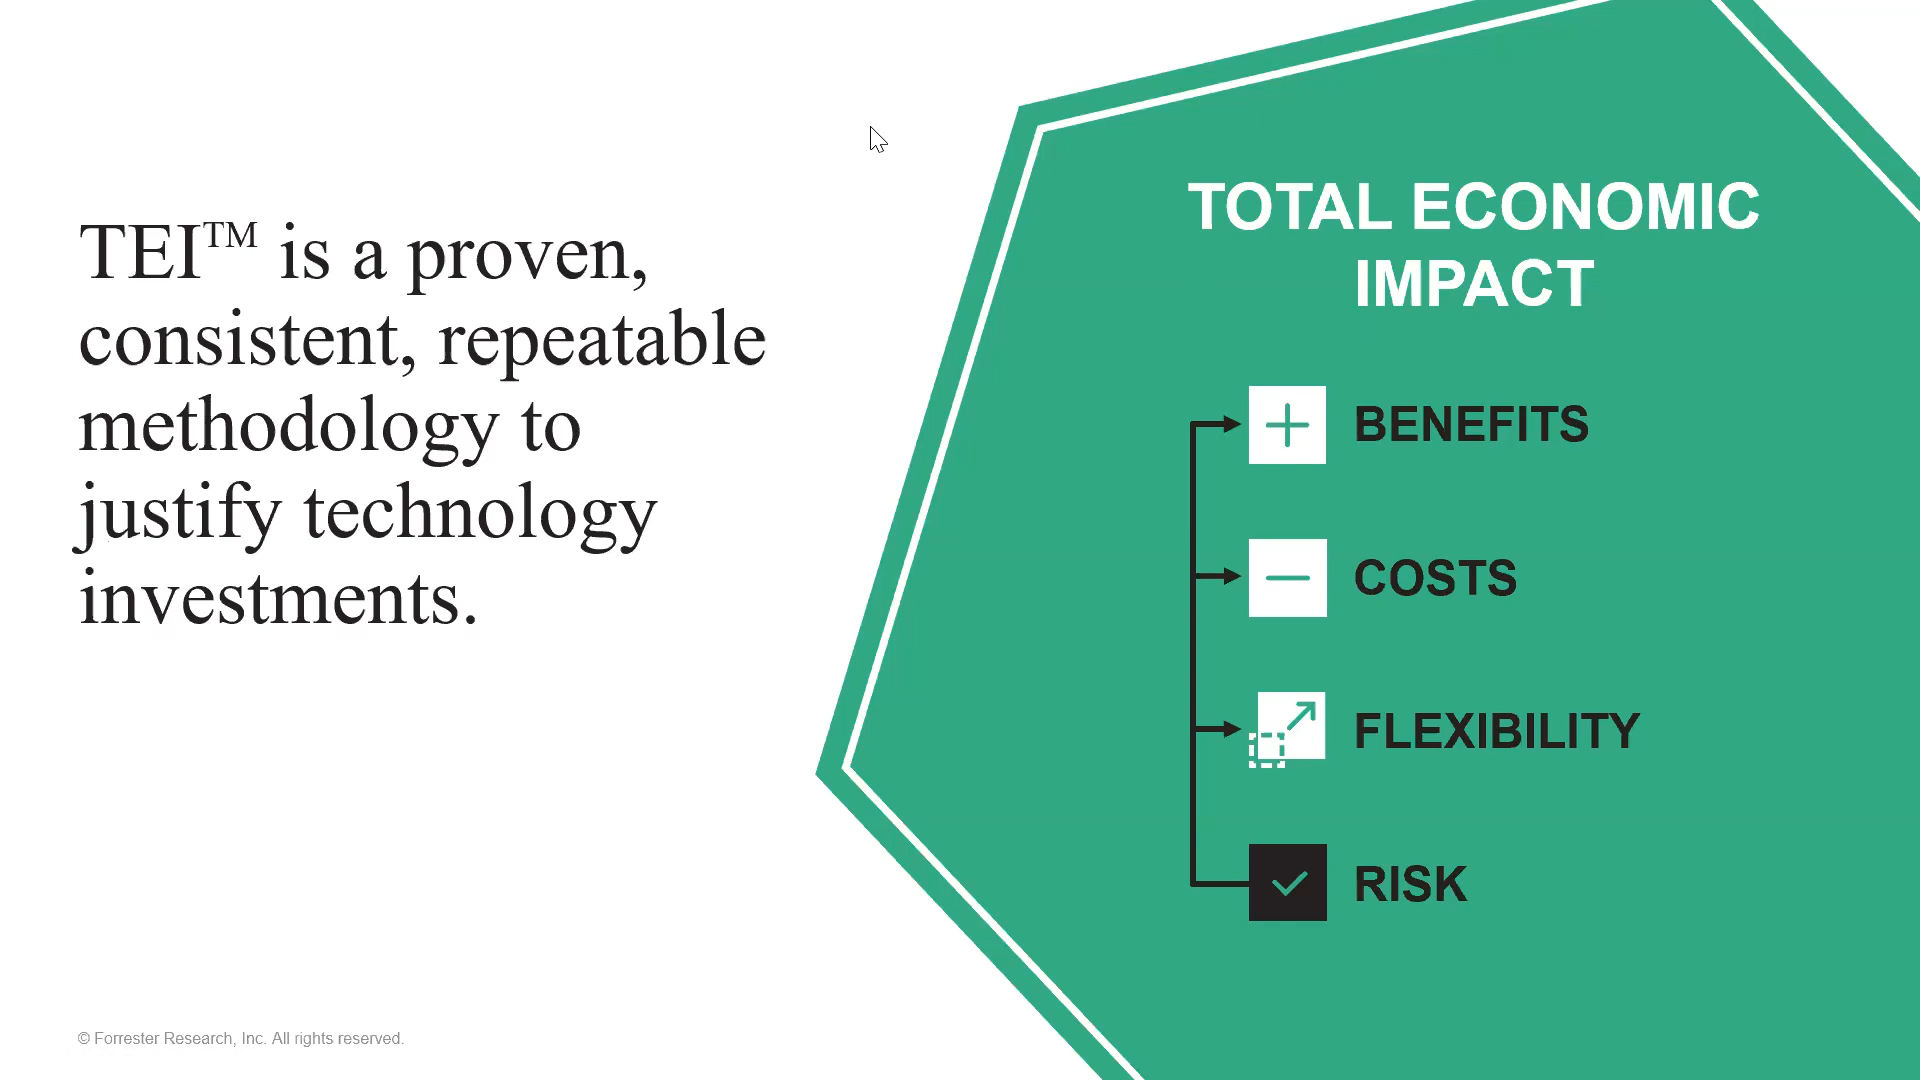 TEI™ is a proven,
consistent, repeatable
methodology to
justify technology
investments.
TOTAL ECONOMIC
IMPACT
BENEFITS
COSTS
FLEXIBILITY
RISK
© Forrester Research, Inc. All rights reserved.